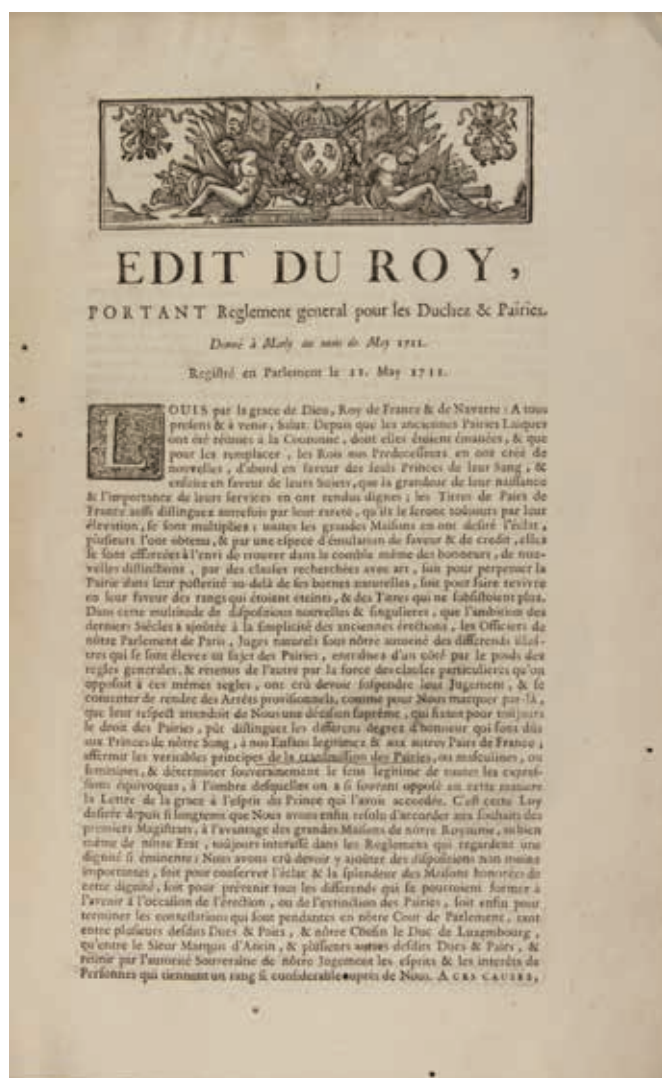 EDIT DU ROY,
PORTANT Reglement general pour les Duchez & Pairies.
Donné à Marly au mois de May 1711.
Registré en Parlement le 21. May 1711.
LOUIS par la grace de Dieu, Roy de France & de Navarre : A tous
presens & à venir, Salut. Depuis que les anciennes Pairies Laïques
ont été réünies à la Couronne, dont elles étoient émanées, & que
pour les remplacer, les Rois nos Predecesseurs en ont créé de
nouvelles, d'abord en faveur des seuls Princes de leur Sang, &
ensuite en faveur de leurs Sujets, que la grandeur de leur naissance
& l'importance de leurs services en ont rendus dignes ; les Titres de Pairs de
France aussi distinguez autrefois par leur rareté, qu'ils le seront toûjours par leur
élevation, se sont multipliez ; toutes les grandes Maisons en ont desiré l'éclat,
plusieurs l'ont obtenu, & par une espece d'émulation de faveur & de credit, elles
se sont efforcées à l'envi de trouver dans le comble même des honneurs, de nou-
velles distinctions, par des clauses recherchées avec art, soit pour perpetuer la
Pairie dans leur posterité au-delà de ses bornes naturelles, soit pour faire revivre
en leur faveur des rangs qui étoient éteints, & des Titres qui ne subsistoient plus.
Dans cette multitude de dispositions nouvelles & singulieres, que l'ambition des
derniers Siécles a ajoûtée à la simplicité des anciennes érections, les Officiers de
nôtre Parlement de Paris, Juges naturels sous nôtre autorité des differends illus-
tres qui se sont élevez au sujet des Pairies, entraînez d'un côté par le poids des
regles generales, & retenus de l'autre par la force des clauses particulieres qu'on
opposoit à ces mêmes regles, ont crû devoir suspendre leur Jugement, & se
contenter de rendre des Arrêts provisionnels, comme pour Nous marquer par-là,
que leur respect attendoit de Nous une décision suprême, qui fixant pour toûjours
le droit des Pairies, pût distinguer les differens degrez d'honneur qui sont dûs
aux Princes de nôtre Sang, à nos Enfans legitimez & aux autres Pairs de France,
affermir les veritables principes de la transmission des Pairies, ou masculines, ou
feminines, & déterminer souverainement le sens legitime de toutes les expres-
sions équivoques, à l'ombre desquelles on a si souvent opposé en cette matiere
la Lettre de la grace à l'esprit du Prince qui l'avoit accordée. C'est cette Loy
desirée depuis si longtems que Nous avons enfin resolu d'accorder aux souhaits des
premiers Magistrats, à l'avantage des grandes Maisons de nôtre Royaume, au bien
même de nôtre Etat, toûjours interessé dans les Reglemens qui regardent une
dignité si éminente : Nous avons crû devoir y ajoûter des dispositions non moins
importantes, soit pour conserver l'éclat & la splendeur des Maisons honorées de
cette dignité, soit pour prévenir tous les differends qui se pourroient former à
l'avenir à l'occasion de l'érection, ou de l'extinction des Pairies, soit enfin pour
terminer les contestations qui sont pendantes en nôtre Cour de Parlement, tant
entre plusieurs desdits Ducs & Pairs, & nôtre Cousin le Duc de Luxembourg,
qu'entre le Sieur Marquis d'Antin, & plusieurs autres desdits Ducs & Pairs, &
réünir par l'autorité Souveraine de nôtre Jugement les esprits & les interêts de
Personnes qui tiennent un rang si considerable auprés de Nous. A CES CAUSES,